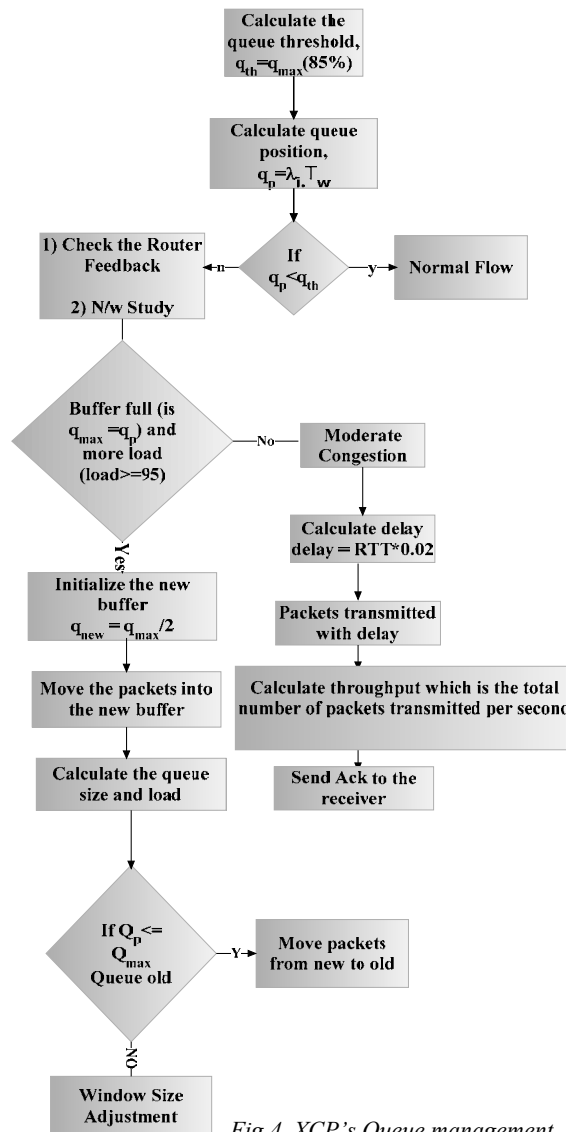 Calculate the
queue threshold,
qth=qmax(85%)
Calculate queue
position,
qp=λi.Tw
If
qp<qth
n
y
Normal Flow
1) Check the Router
Feedback
2) N/w Study
Buffer full (is
qmax =qp) and
more load
(load>=95)
No
Moderate
Congestion
Yes
Calculate delay
delay = RTT*0.02
Initialize the new
buffer
qnew = qmax/2
Packets transmitted
with delay
Move the packets into
the new buffer
Calculate throughput which is the total
number of packets transmitted per second
Calculate the queue
size and load
Send Ack to the
receiver
If Qp<=
Qmax
Queue old
Y
Move packets
from new to old
NO
Window Size
Adjustment
Fig 4. XCP's Queue management